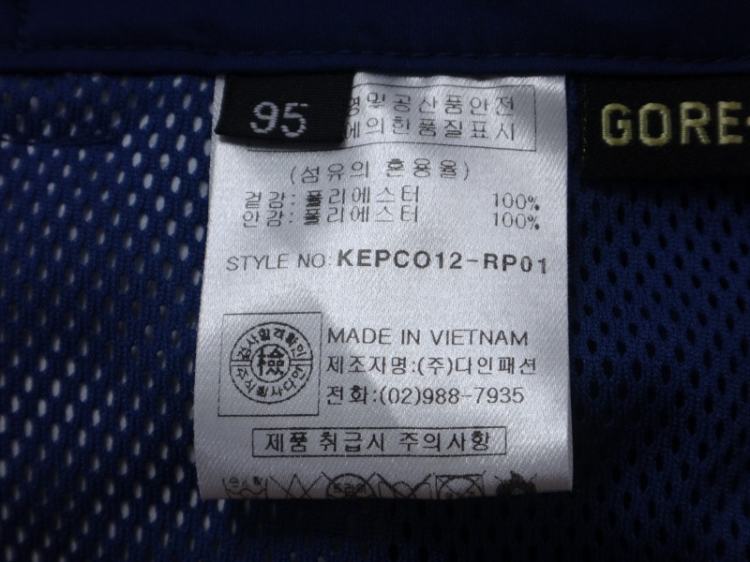 95
GORE
영 및 공산품안전
에의한 품질표시
(섬유의 혼용율)
겉감: 폴리에스터 100%
안감: 폴리에스터 100%
STYLE NO: KEPCO12-RP01
檢
MADE IN VIETNAM
제조자명:(주)다인패션
전화:(02)988-7935
제품 취급시 주의사항